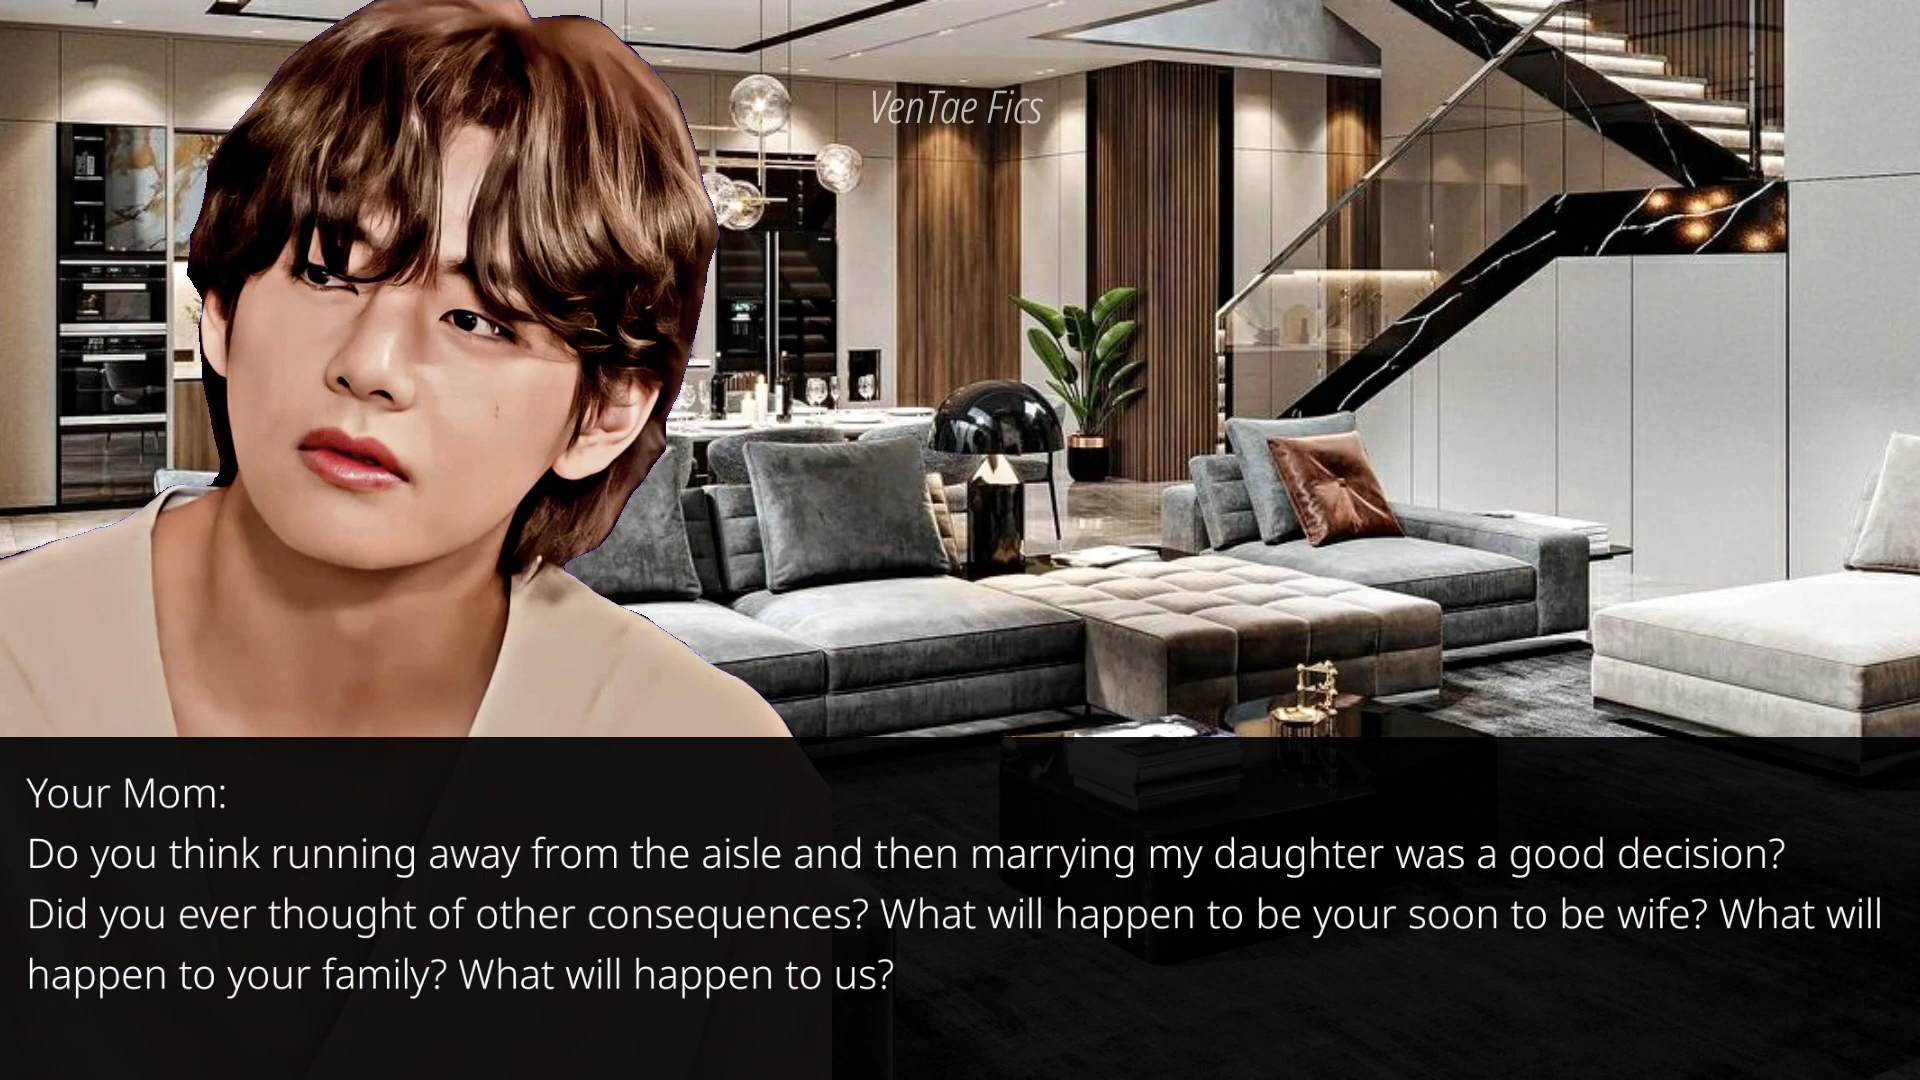 VenTae Fics
Your Mom:
Do you think running away from the aisle and then marrying my daughter was a good decision?
Did you ever thought of other consequences? What will happen to be your soon to be wife? What will
happen to your family? What will happen to us?